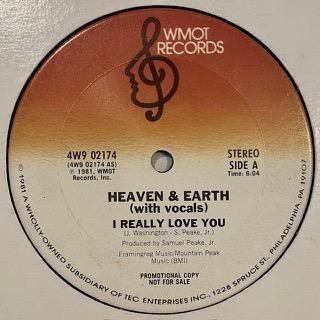 WMOT
RECORDS
4W9 02174
(4W9 02174 AS)
Ⓟ 1981, WMOT
Records, Inc.
STEREO
SIDE A
Time: 6:04
HEAVEN & EARTH
(with vocals)
I REALLY LOVE YOU
(J. Washington - S. Peake, Jr.)
Produced by Samuel Peake, Jr.
Framingreg Music/Mountain Peak
Music (BMI)
PROMOTIONAL COPY
NOT FOR SALE
© 1981 A WHOLLY-OWNED SUBSIDIARY OF TEC ENTERPRISES INC., 1228 SPRUCE ST., PHILADELPHIA, PA 19107